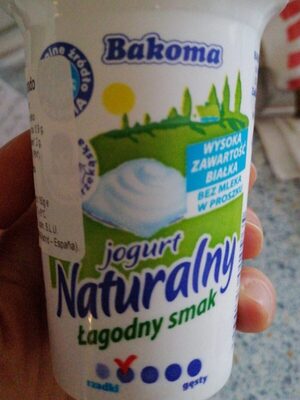 Bakoma
WYSOKA
ZAWARTOŚĆ
BIAŁKA
BEZ MLEKA
W PROSZKU
jogurt
Naturalny
Łagodny smak
rzadki
gęsty